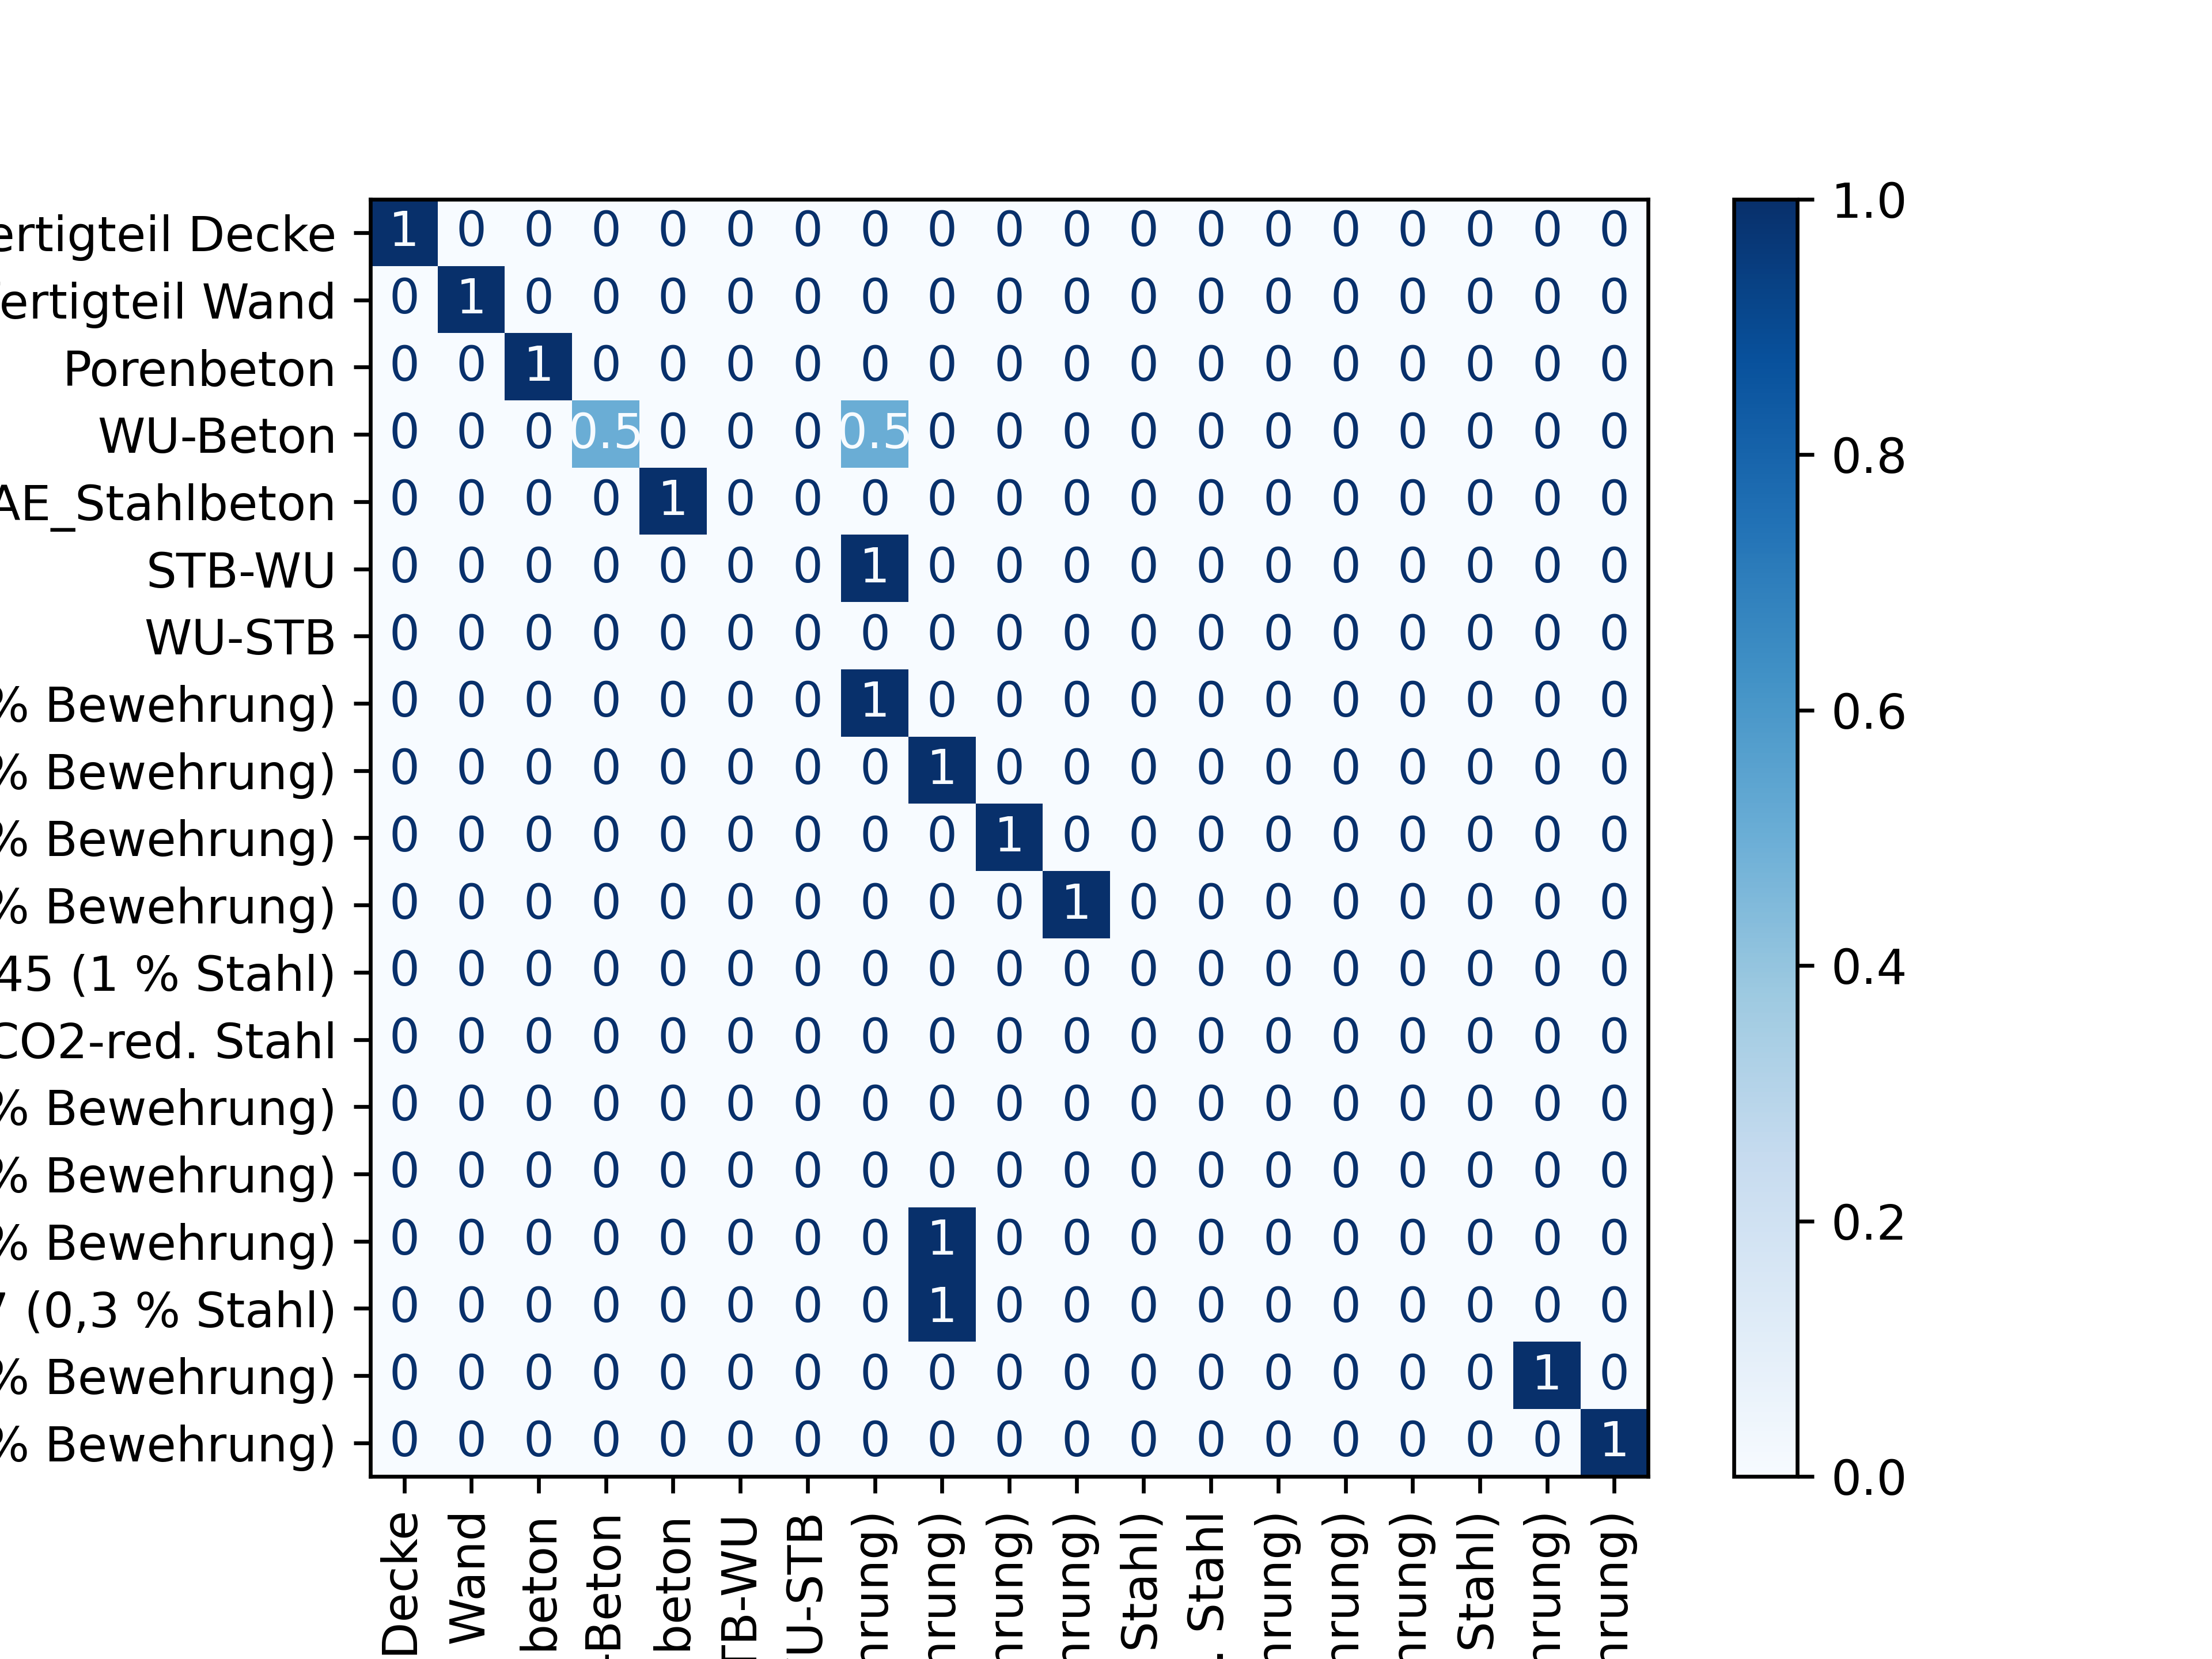 ertigteil Decke 1 0 0 0 0 0 0 0 0 0 0 0 0 0 0 0 0 0 0
ertigteil Wand 0 1 0 0 0 0 0 0 0 0 0 0 0 0 0 0 0 0 0
Porenbeton 0 0 1 0 0 0 0 0 0 0 0 0 0 0 0 0 0 0 0
WU-Beton 0 0 0 0.5 0 0 0 0.5 0 0 0 0 0 0 0 0 0 0 0
AE_Stahlbeton 0 0 0 0 1 0 0 0 0 0 0 0 0 0 0 0 0 0 0
STB-WU 0 0 0 0 0 0 0 1 0 0 0 0 0 0 0 0 0 0 0
WU-STB 0 0 0 0 0 0 0 0 0 0 0 0 0 0 0 0 0 0 0
% Bewehrung) 0 0 0 0 0 0 0 1 0 0 0 0 0 0 0 0 0 0 0
% Bewehrung) 0 0 0 0 0 0 0 0 1 0 0 0 0 0 0 0 0 0 0
% Bewehrung) 0 0 0 0 0 0 0 0 0 1 0 0 0 0 0 0 0 0 0
% Bewehrung) 0 0 0 0 0 0 0 0 0 0 1 0 0 0 0 0 0 0 0
45 (1 % Stahl) 0 0 0 0 0 0 0 0 0 0 0 0 0 0 0 0 0 0 0
CO2-red. Stahl 0 0 0 0 0 0 0 0 0 0 0 0 0 0 0 0 0 0 0
% Bewehrung) 0 0 0 0 0 0 0 0 0 0 0 0 0 0 0 0 0 0 0
% Bewehrung) 0 0 0 0 0 0 0 0 0 0 0 0 0 0 0 0 0 0 0
% Bewehrung) 0 0 0 0 0 0 0 0 1 0 0 0 0 0 0 0 0 0 0
7 (0,3 % Stahl) 0 0 0 0 0 0 0 0 1 0 0 0 0 0 0 0 0 0 0
% Bewehrung) 0 0 0 0 0 0 0 0 0 0 0 0 0 0 0 0 0 1 0
% Bewehrung) 0 0 0 0 0 0 0 0 0 0 0 0 0 0 0 0 0 0 1
Decke
Wand
beton
-Beton
beton
TB-WU
U-STB
hrung)
hrung)
hrung)
hrung)
Stahl)
. Stahl
hrung)
hrung)
hrung)
Stahl)
hrung)
hrung)
1.0
0.8
0.6
0.4
0.2
0.0